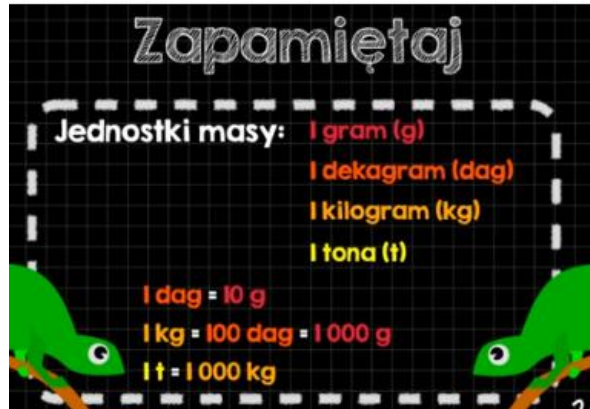 Zapamiętaj
Jednostki masy: 1 gram (g)
1 dekagram (dag)
1 kilogram (kg)
1 tona (t)
1 dag = 10 g
1 kg = 100 dag = 1 000 g
1 t = 1 000 kg